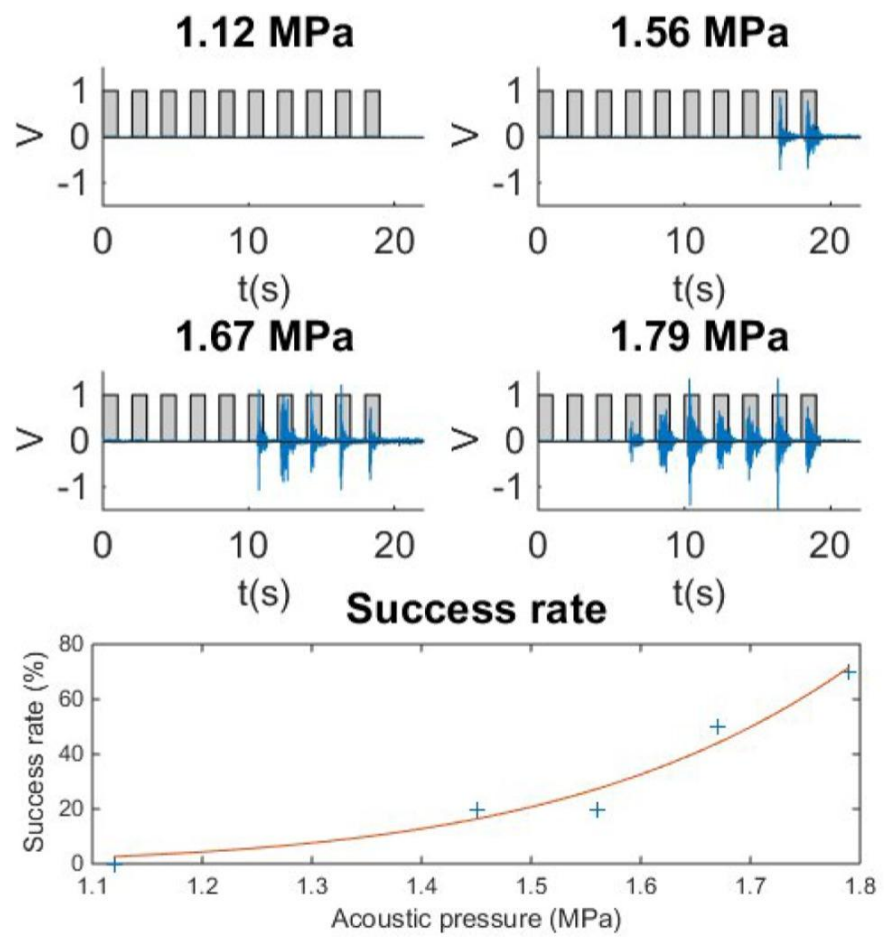 1.12 MPa
1
0
-1
V
0 10 20
t(s)
1.56 MPa
1
0
-1
V
0 10 20
t(s)
1.67 MPa
1
0
-1
V
0 10 20
t(s)
1.79 MPa
1
0
-1
V
0 10 20
t(s)
Success rate
80
60
40
20
0
Success rate (%)
1.1 1.2 1.3 1.4 1.5 1.6 1.7 1.8
Acoustic pressure (MPa)